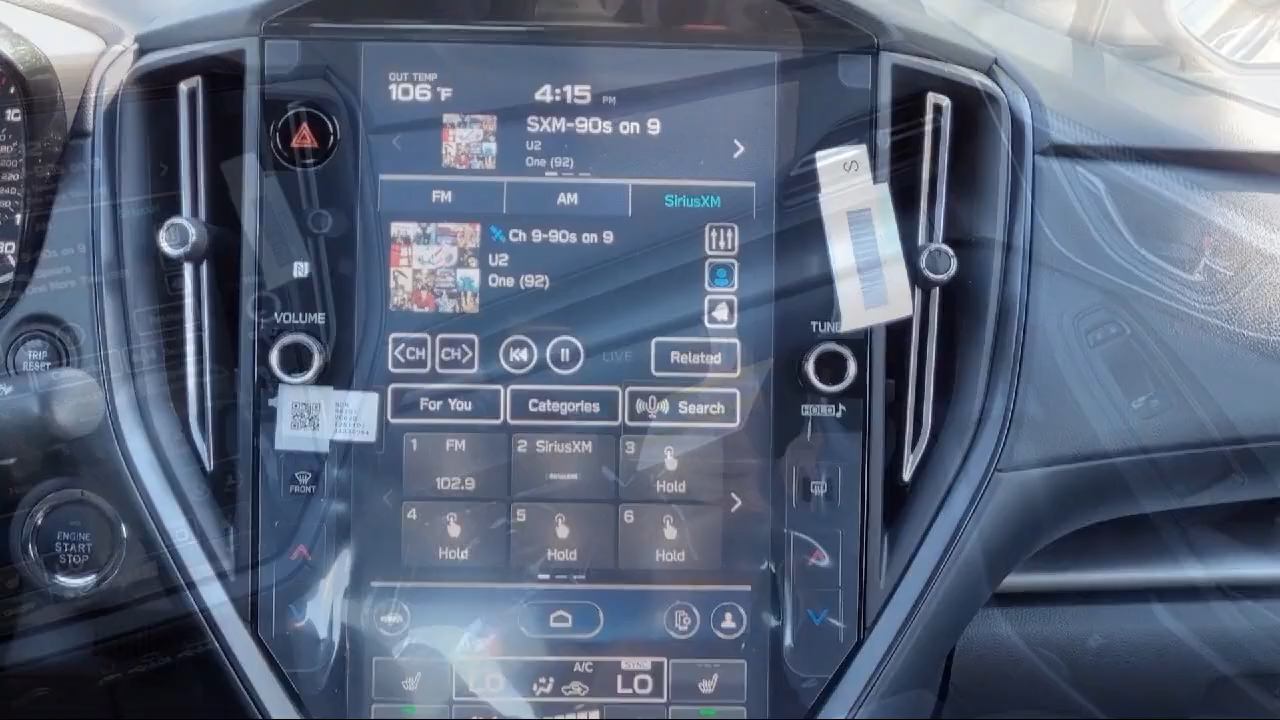 OUT TEMP
106 °F
4:15 PM
SXM-90s on 9
U2
One (92)
FM
AM
SiriusXM
Ch 9-90s on 9
U2
One (92)
S
VOLUME
TUNE
<CH
CH>
LIVE
Related
HOLD
For You
Categories
Search
1 FM
102.9
2 SiriusXM
3
Hold
4
Hold
5
Hold
6
Hold
FRONT
TRIP
RESET
ENGINE
START
STOP
A/C
SYNC
LO
LO